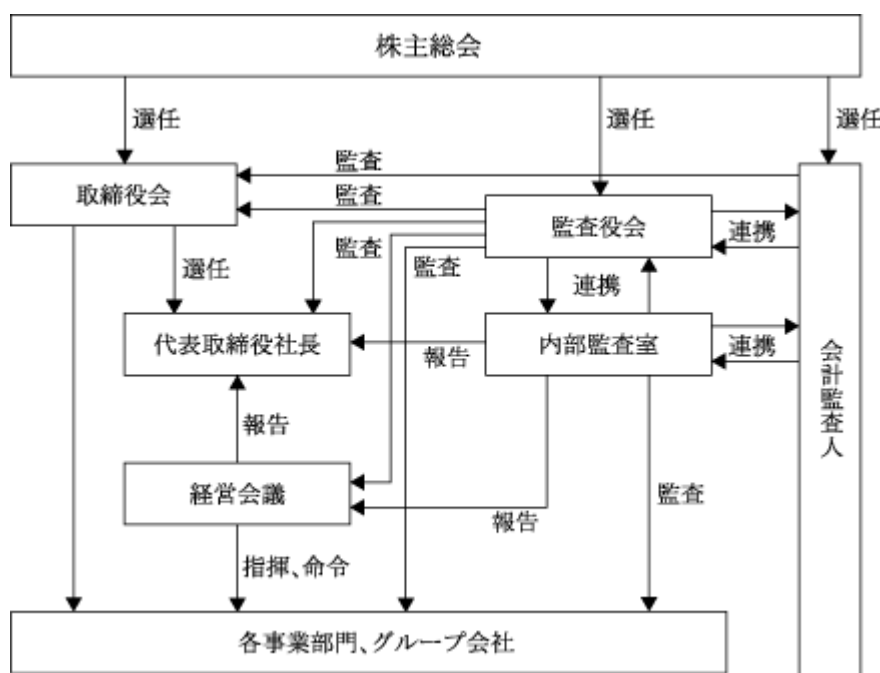 株主総会
選任
選任
選任
監査
取締役会
監査
監査役会
連携
監査
監査
選任
連携
代表取締役社長
報告
内部監査室
連携
会計監査人
報告
経営会議
監査
報告
指揮、命令
各事業部門、グループ会社